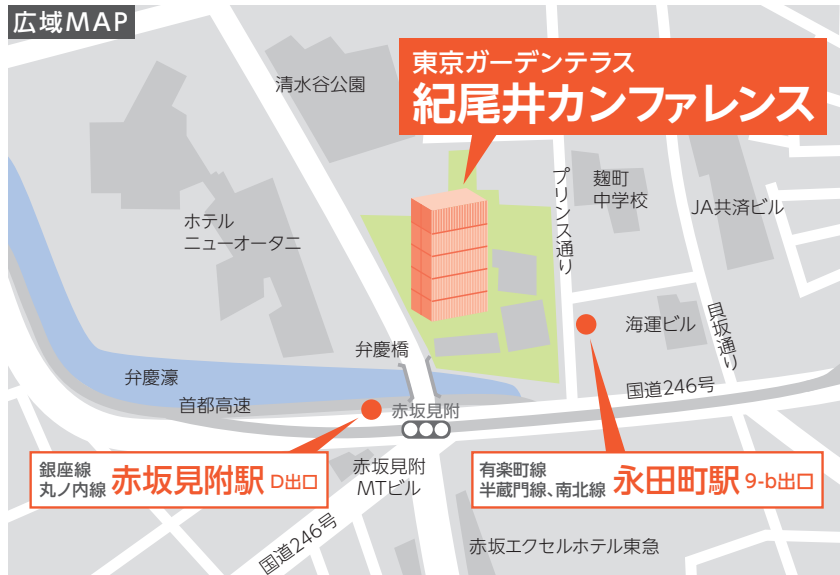 広域MAP
東京ガーデンテラス
紀尾井カンファレンス
清水谷公園
プリンス通り
麹町
中学校
JA共済ビル
ホテル
ニューオータニ
海運ビル
貝坂通り
弁慶橋
弁慶濠
首都高速
赤坂見附
国道246号
銀座線
丸ノ内線
赤坂見附駅 D出口
赤坂見附
MTビル
有楽町線
半蔵門線、南北線
永田町駅 9-b出口
国道246号
赤坂エクセルホテル東急